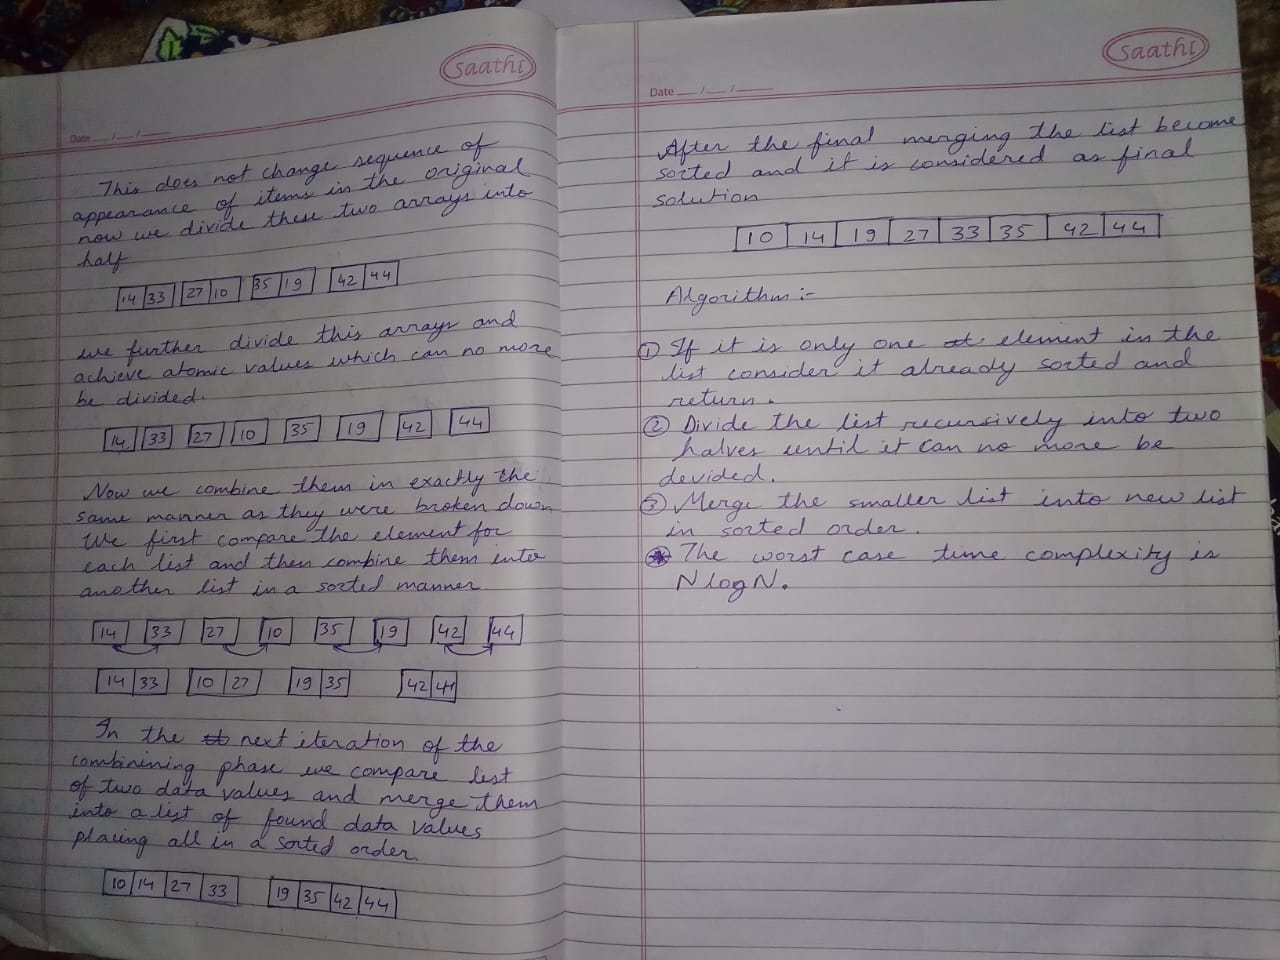 saathi
Date __/__/____
This does not change sequence of
appearance of items in the original
now we divide these two arrays into
half
14 33 27 10 35 19 42 44
we further divide this arrays and
achieve atomic values which can no more
be divided.
14 33 27 10 35 19 42 44
Now we combine them in exactly the
same manner as they were broken down
We first compare the element for
each list and then combine them into
another list in a sorted manner
14 33 27 10 35 19 42 44
14 33 10 27 19 35 42 44
In the next iteration of the
combinining phase we compare list
of two data values and merge them
into a list of found data values
placing all in a sorted order.
10 14 27 33 19 35 42 44
saathi
Date __/__/____
After the final merging the list become
sorted and it is considered as final
solution
10 14 19 27 33 35 42 44
Algorithm :-
① If it is only one element in the
list consider it already sorted and
return.
② Divide the list recursively into two
halves until it can no more be
devided.
③ Merge the smaller list into new list
in sorted order.
* The worst case time complexity is
N log N.